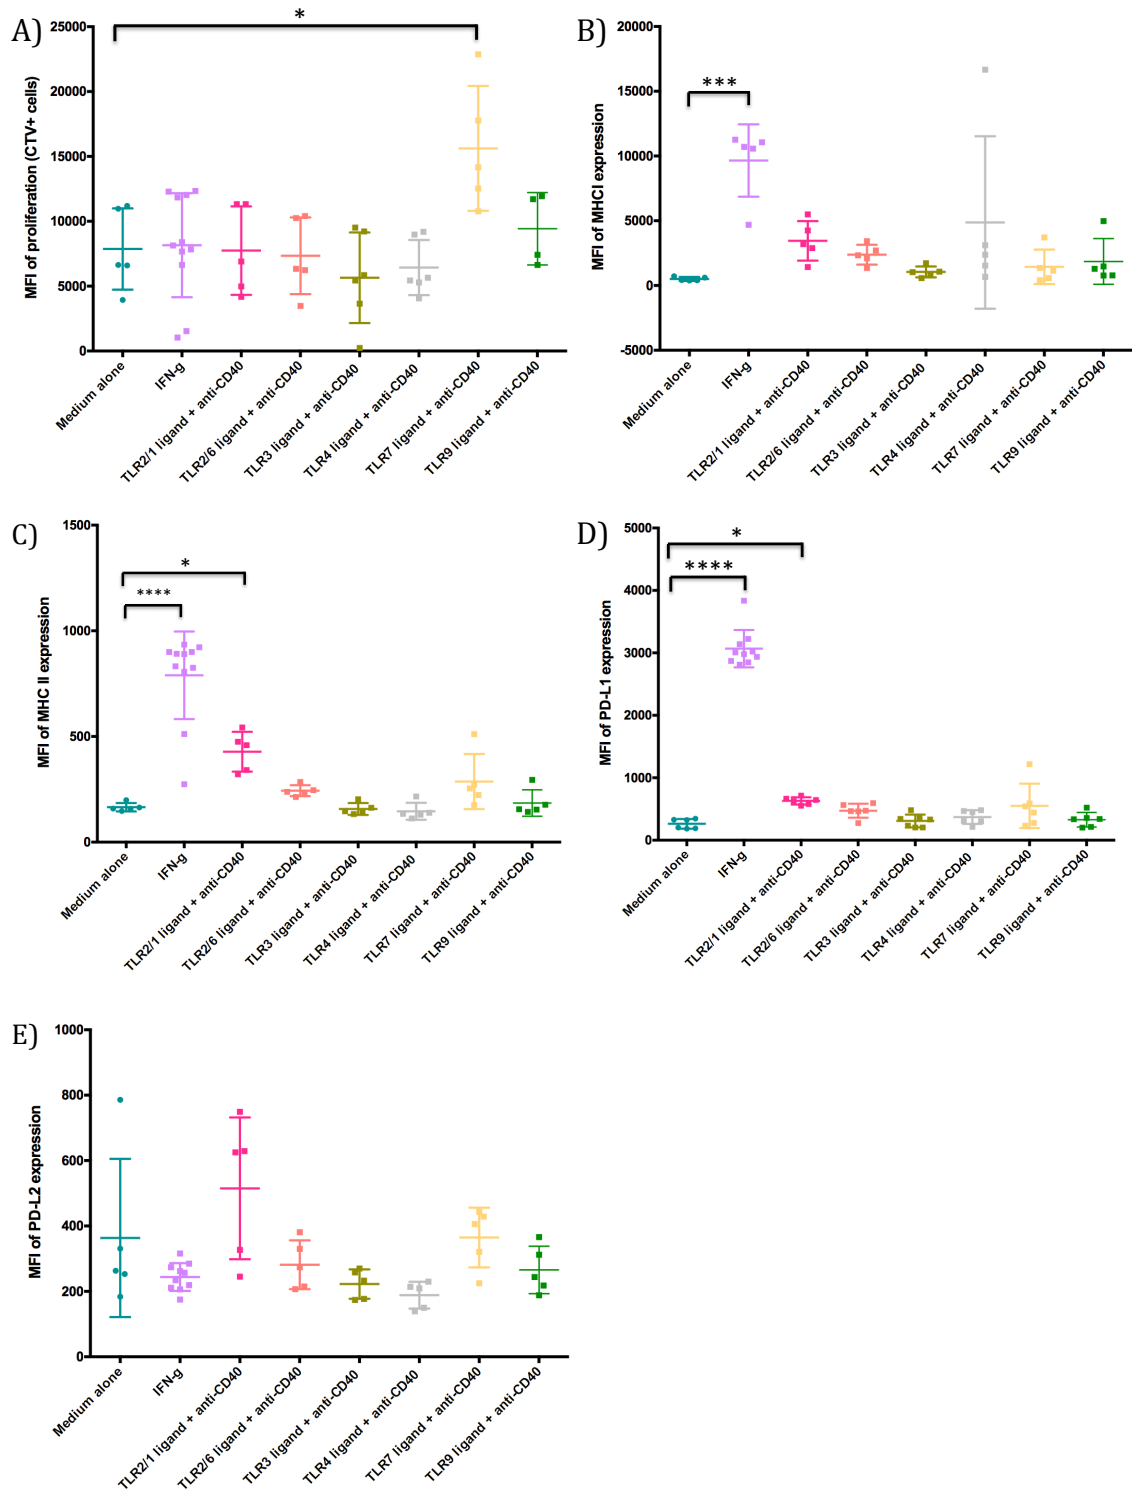 A)
MFI of proliferation (CTV+ cells)
25000
20000
15000
10000
5000
0
*
Medium alone
IFN-g
TLR2/1 ligand + anti-CD40
TLR2/6 ligand + anti-CD40
TLR3 ligand + anti-CD40
TLR4 ligand + anti-CD40
TLR7 ligand + anti-CD40
TLR9 ligand + anti-CD40
B)
MFI of MHCI expression
20000
15000
10000
5000
0
-5000
***
Medium alone
IFN-g
TLR2/1 ligand + anti-CD40
TLR2/6 ligand + anti-CD40
TLR3 ligand + anti-CD40
TLR4 ligand + anti-CD40
TLR7 ligand + anti-CD40
TLR9 ligand + anti-CD40
C)
MFI of MHC II expression
1500
1000
500
0
*
****
Medium alone
IFN-g
TLR2/1 ligand + anti-CD40
TLR2/6 ligand + anti-CD40
TLR3 ligand + anti-CD40
TLR4 ligand + anti-CD40
TLR7 ligand + anti-CD40
TLR9 ligand + anti-CD40
D)
MFI of PD-L1 expression
5000
4000
3000
2000
1000
0
*
****
Medium alone
IFN-g
TLR2/1 ligand + anti-CD40
TLR2/6 ligand + anti-CD40
TLR3 ligand + anti-CD40
TLR4 ligand + anti-CD40
TLR7 ligand + anti-CD40
TLR9 ligand + anti-CD40
E)
MFI of PD-L2 expression
1000
800
600
400
200
0
Medium alone
IFN-g
TLR2/1 ligand + anti-CD40
TLR2/6 ligand + anti-CD40
TLR3 ligand + anti-CD40
TLR4 ligand + anti-CD40
TLR7 ligand + anti-CD40
TLR9 ligand + anti-CD40